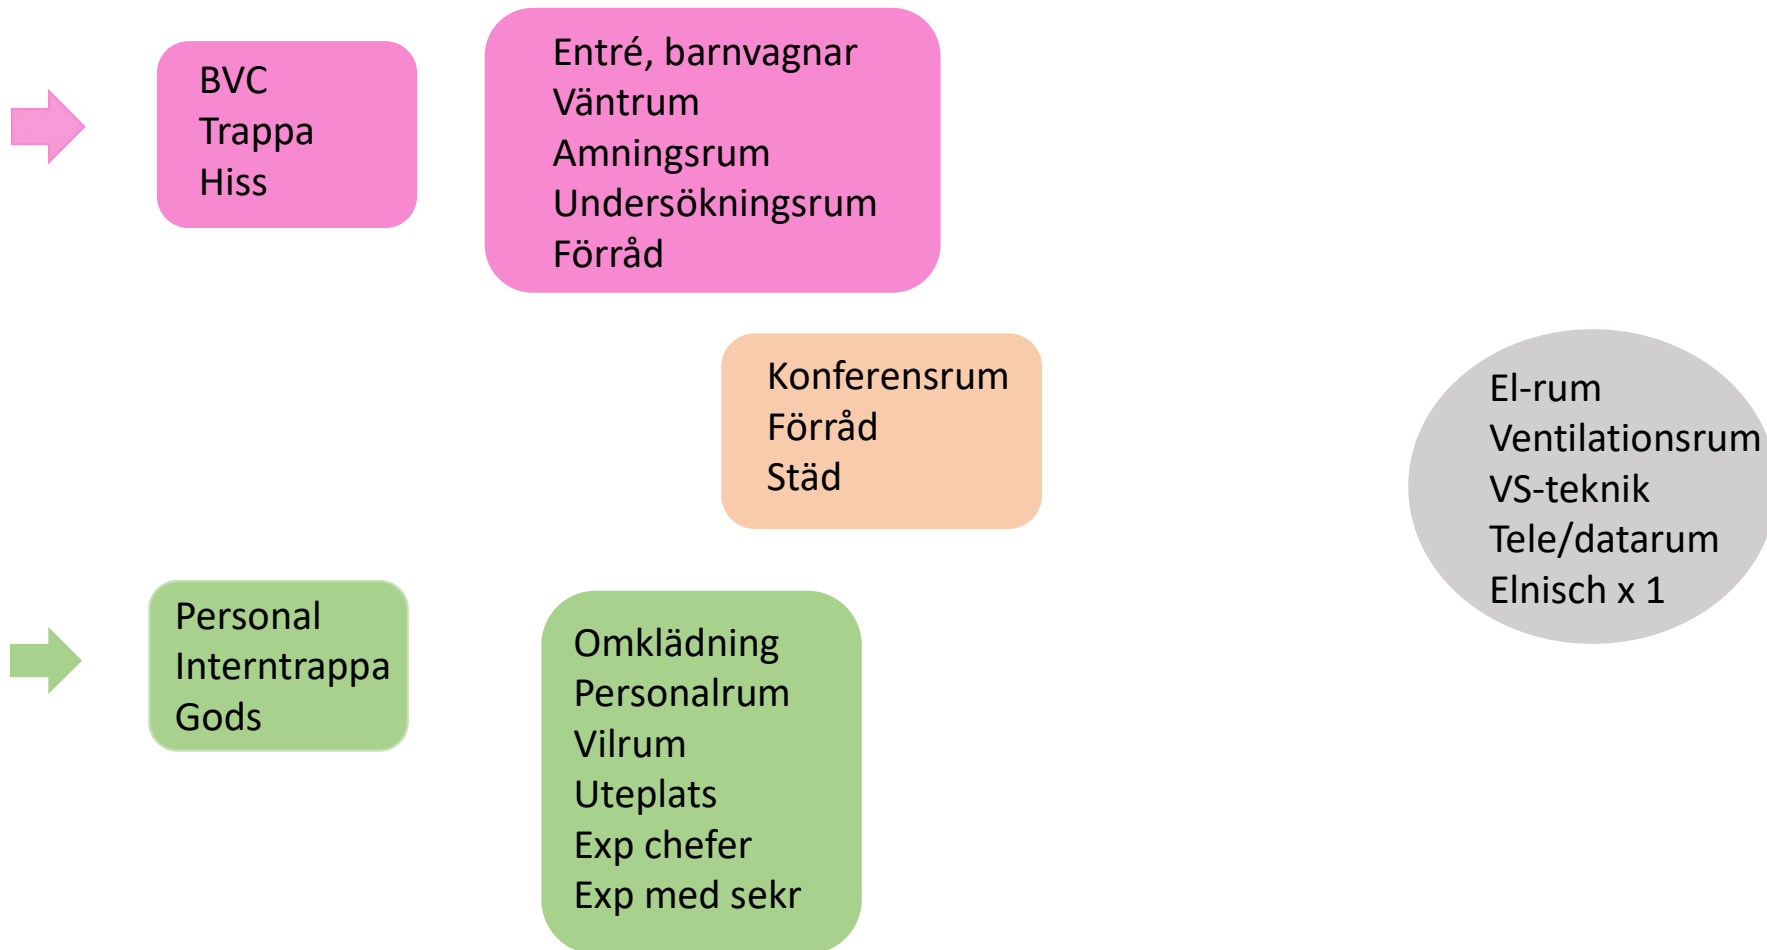 BVC
Trappa
Hiss
Entré, barnvagnar
Väntrum
Amningsrum
Undersökningsrum
Förråd
Konferensrum
Förråd
Städ
El-rum
Ventilationsrum
VS-teknik
Tele/datarum
Elnisch x 1
Personal
Interntrappa
Gods
Omklädning
Personalrum
Vilrum
Uteplats
Exp chefer
Exp med sekr